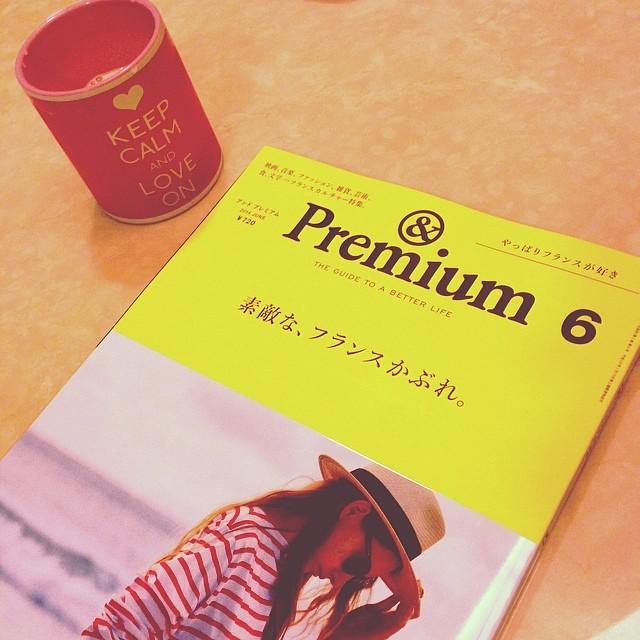 KEEP
CALM
AND
LOVE
ON
映画、音楽、ファッション、雑貨、芸術、
食、文学…フランスカルチャー特集。
アンド プレミアム
2014 JUNE
¥720
&
Premium
やっぱりフランスが好き
THE GUIDE TO A BETTER LIFE
6
素敵な、フランスかぶれ。